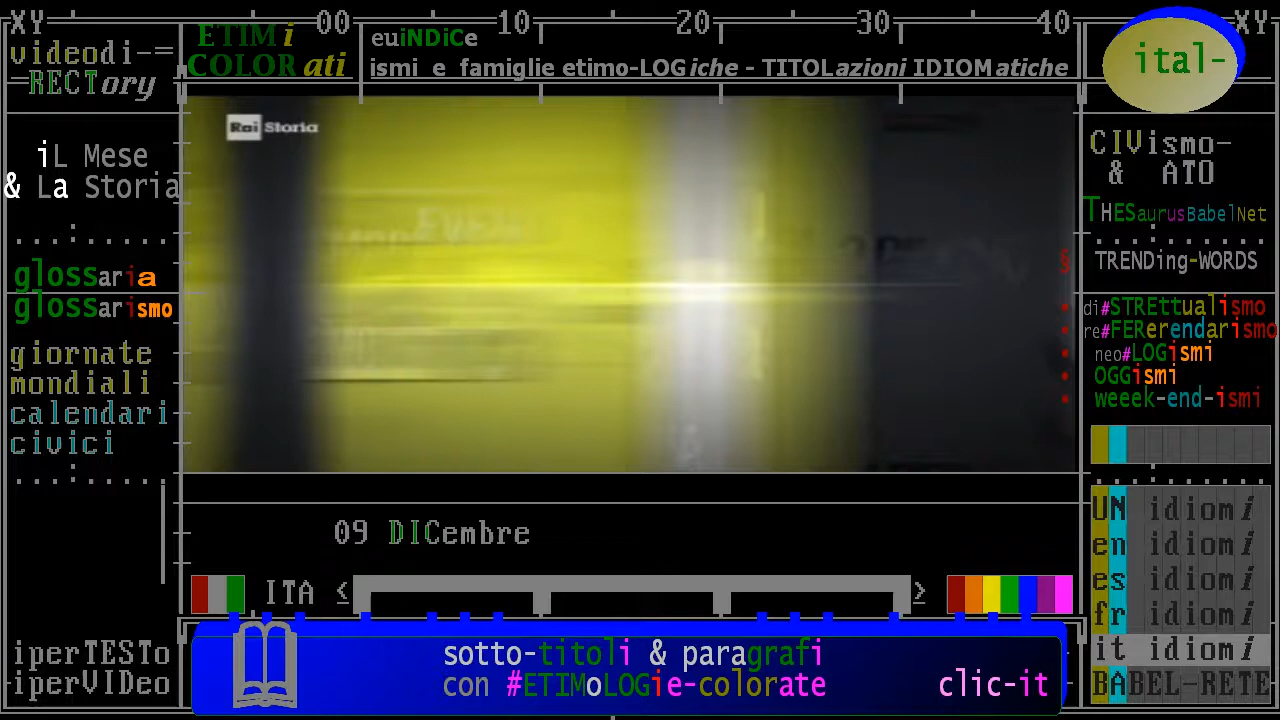 XY 00 10 20 30 40 XY
videodi-=
=RECTory
ETIMi
COLORati
euiNDiCe
ismi e famiglie etimo-LOGiche - TITOLazioni IDIOMatiche
ital-
iL Mese
& La Storia
...:.....
glossaria
glossarismo
giornate
mondiali
calendari
civici
...:.....
iperTESTo
-iperVIDeo
Rai Storia
§
09 DICembre
ITA < >
sotto-titoli & paragrafi
con #ETIMoLOGie-colorate
clic-it
CIVismo-
& ATO
THESaurusBabelNet
....:.......
TRENDing-WORDS
di#STREttualismo
re#FERerendarismo
neo#LOGismi
OGGismi
weeek-end-ismi
....:.......
UN idiomi
en idiomi
es idiomi
fr idiomi
it idiomi
BABEL-RETE